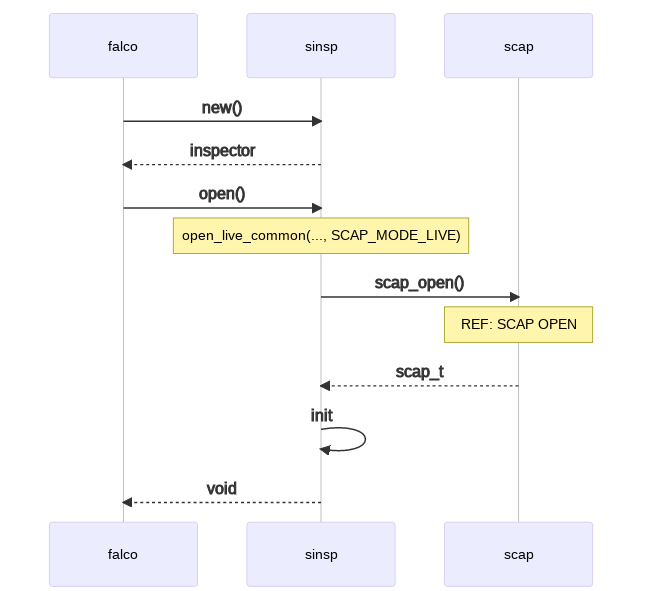 falco
sinsp
scap
new()
inspector
open()
open_live_common(..., SCAP_MODE_LIVE)
scap_open()
REF: SCAP OPEN
scap_t
init
void
falco
sinsp
scap